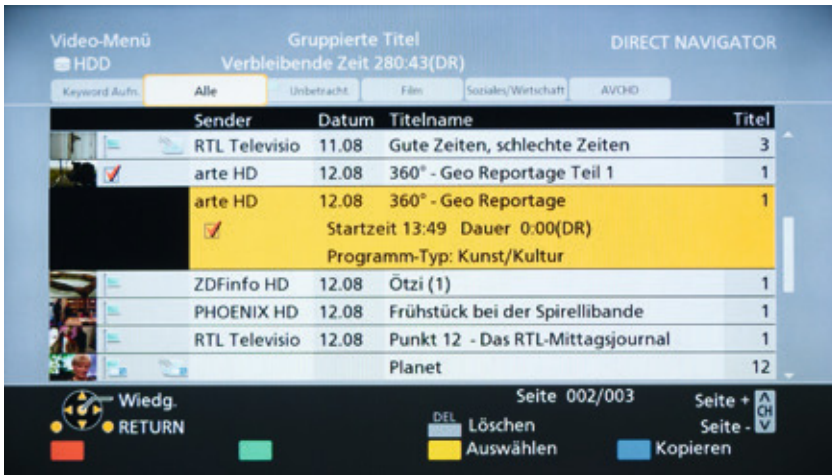 Video-Menü Gruppierte Titel DIRECT NAVIGATOR
HDD Verbleibende Zeit 280:43(DR)
Keyword Aufn. Alle Unbetracht. Film Soziales/Wirtschaft AVCHD
Sender Datum Titelname Titel
RTL Televisio 11.08 Gute Zeiten, schlechte Zeiten 3
arte HD 12.08 360° - Geo Reportage Teil 1 1
arte HD 12.08 360° - Geo Reportage 1
Startzeit 13:49 Dauer 0:00(DR)
Programm-Typ: Kunst/Kultur
ZDFinfo HD 12.08 Ötzi (1) 1
PHOENIX HD 12.08 Frühstück bei der Spirellibande 1
RTL Televisio 12.08 Punkt 12 - Das RTL-Mittagsjournal 1
Planet 12
Wiedg. Seite 002/003 Seite + CH
RETURN DEL Löschen Seite -
Auswählen Kopieren